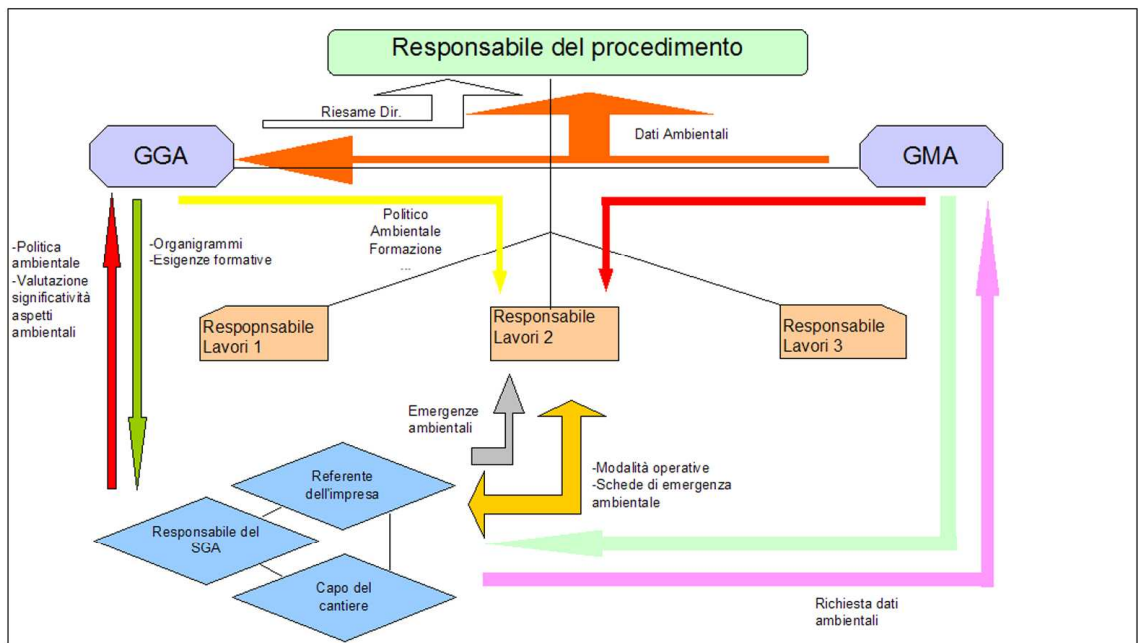 Responsabile del procedimento
Riesame Dir.
Dati Ambientali
GGA
GMA
-Politica
ambientale
-Valutazione
significatività
aspetti
ambientali
-Organigrammi
-Esigenze formative
Politico
Ambientale
Formazione
...
Respopnsabile
Lavori 1
Responsabile
Lavori 2
Responsabile
Lavori 3
Emergenze
ambientali
-Modalità operative
-Schede di emergenza
ambientale
Referente
dell'impresa
Responsabile del
SGA
Capo del
cantiere
Richiesta dati
ambientali